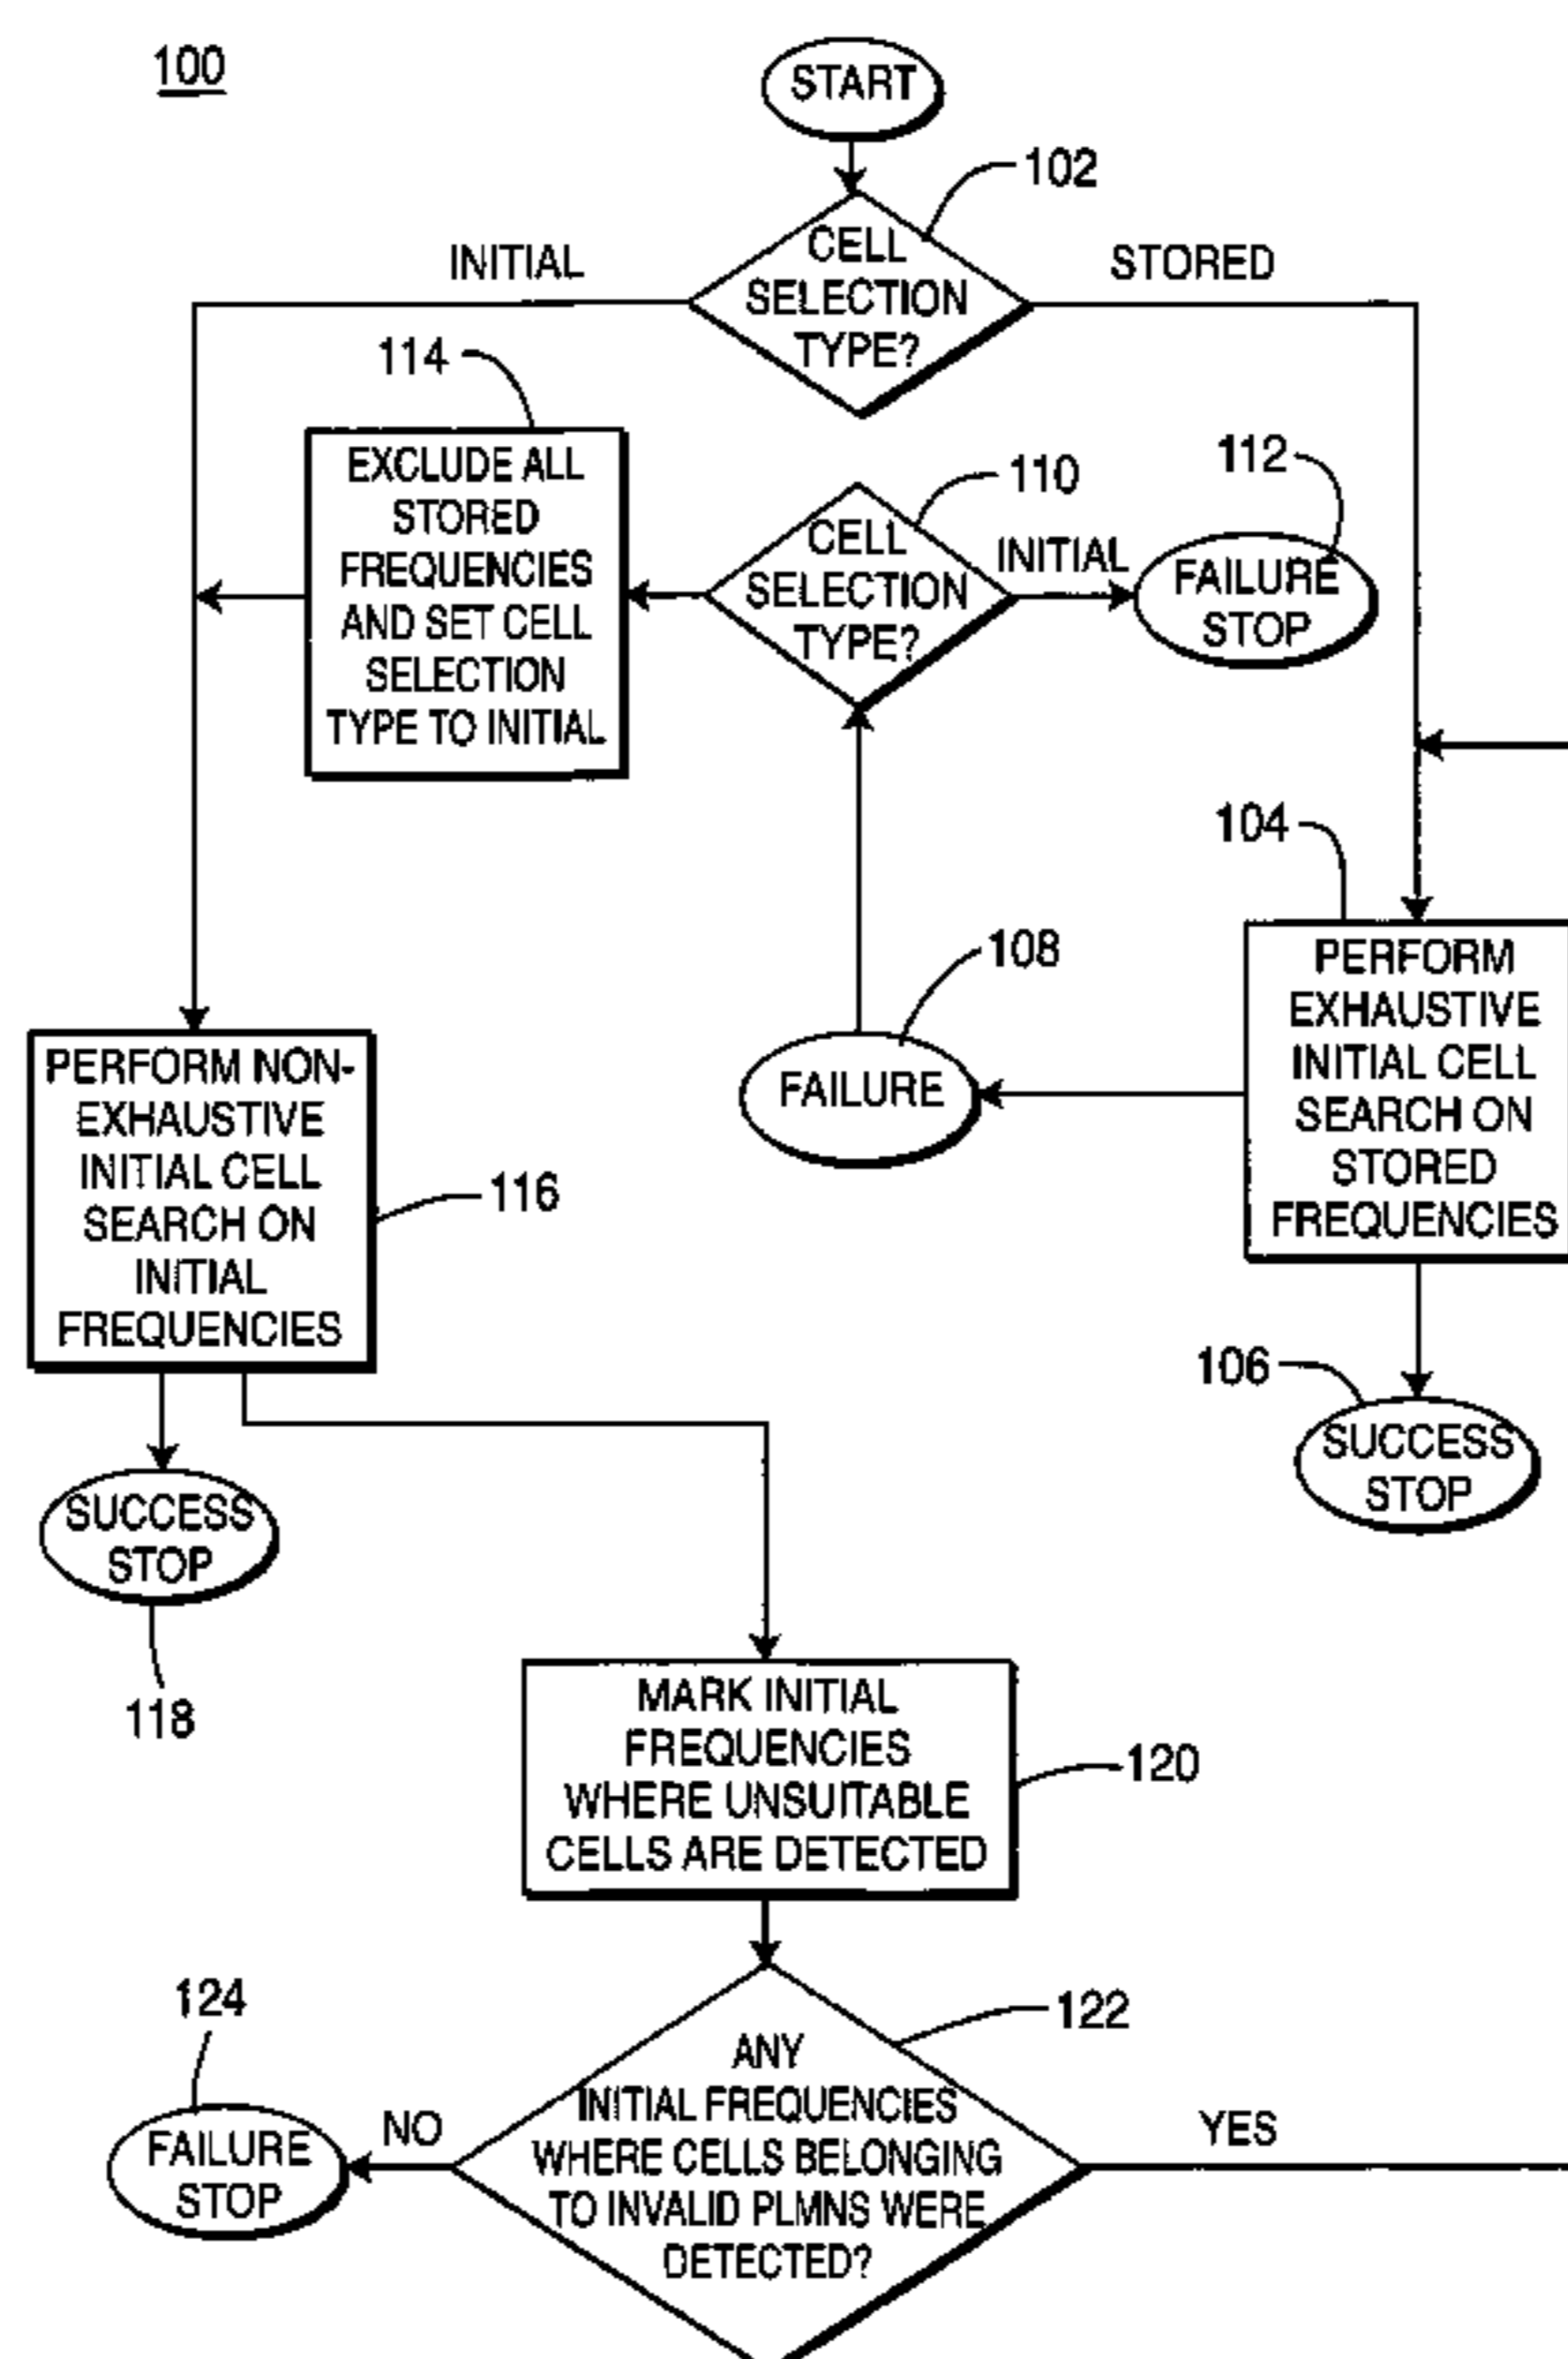 100
START
102
INITIAL
STORED
CELL
SELECTION
TYPE?
114
EXCLUDE ALL
STORED
FREQUENCIES
AND SET CELL
SELECTION
TYPE TO INITIAL
110
CELL
SELECTION
TYPE?
INITIAL
112
FAILURE
STOP
104
PERFORM
EXHAUSTIVE
INITIAL CELL
SEARCH ON
STORED
FREQUENCIES
108
FAILURE
PERFORM NON-
EXHAUSTIVE
INITIAL CELL
SEARCH ON
INITIAL
FREQUENCIES
116
106
SUCCESS
STOP
SUCCESS
STOP
118
MARK INITIAL
FREQUENCIES
WHERE UNSUITABLE
CELLS ARE DETECTED
120
124
FAILURE
STOP
NO
122
ANY
INITIAL FREQUENCIES
WHERE CELLS BELONGING
TO INVALID PLMNS WERE
DETECTED?
YES